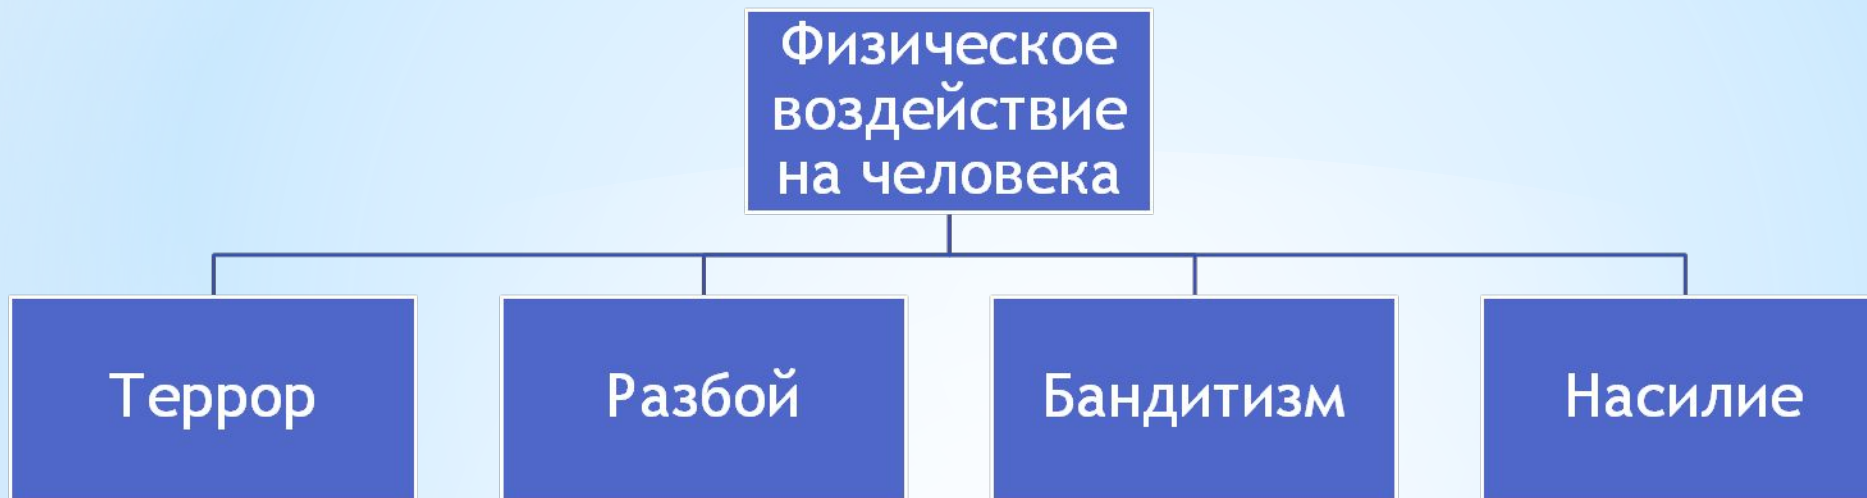 Физическое
воздействие
на человека
Террор
Разбой
Бандитизм
Насилие